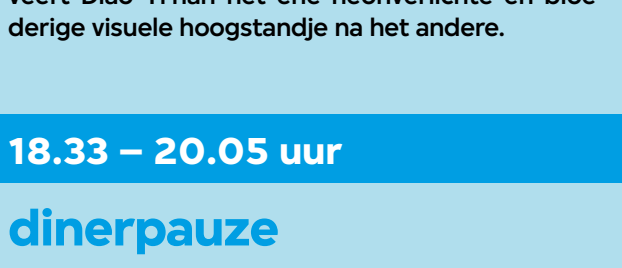 derige visuele hoogstandje na het andere.
18.33 – 20.05 uur
dinerpauze